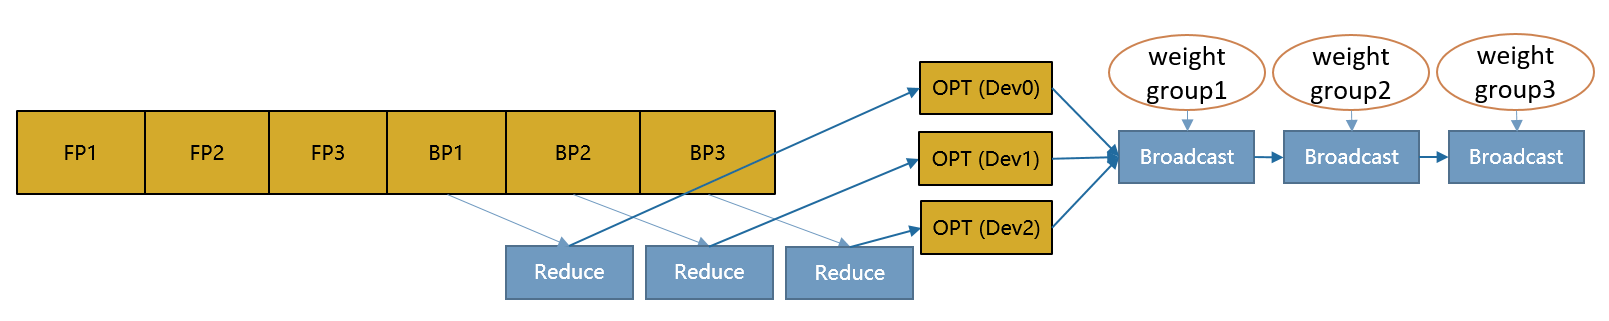 FP1
FP2
FP3
BP1
BP2
BP3
Reduce
Reduce
Reduce
OPT (Dev0)
OPT (Dev1)
OPT (Dev2)
weight
group1
weight
group2
weight
group3
Broadcast
Broadcast
Broadcast